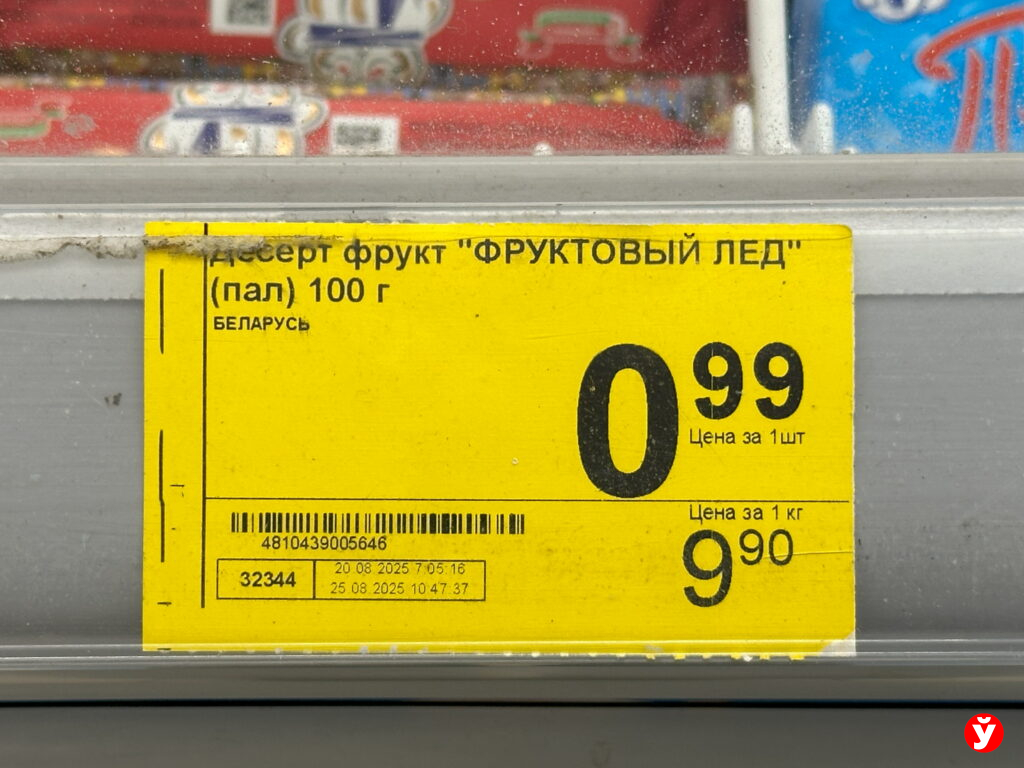 Десерт фрукт "ФРУКТОВЫЙ ЛЕД"
(пал) 100 г
БЕЛАРУСЬ
0 99
Цена за 1шт
Цена за 1 кг
9 90
4810439005646
32344
20 08 2025 7:05:16
25.08.2025 10:47:37
ў